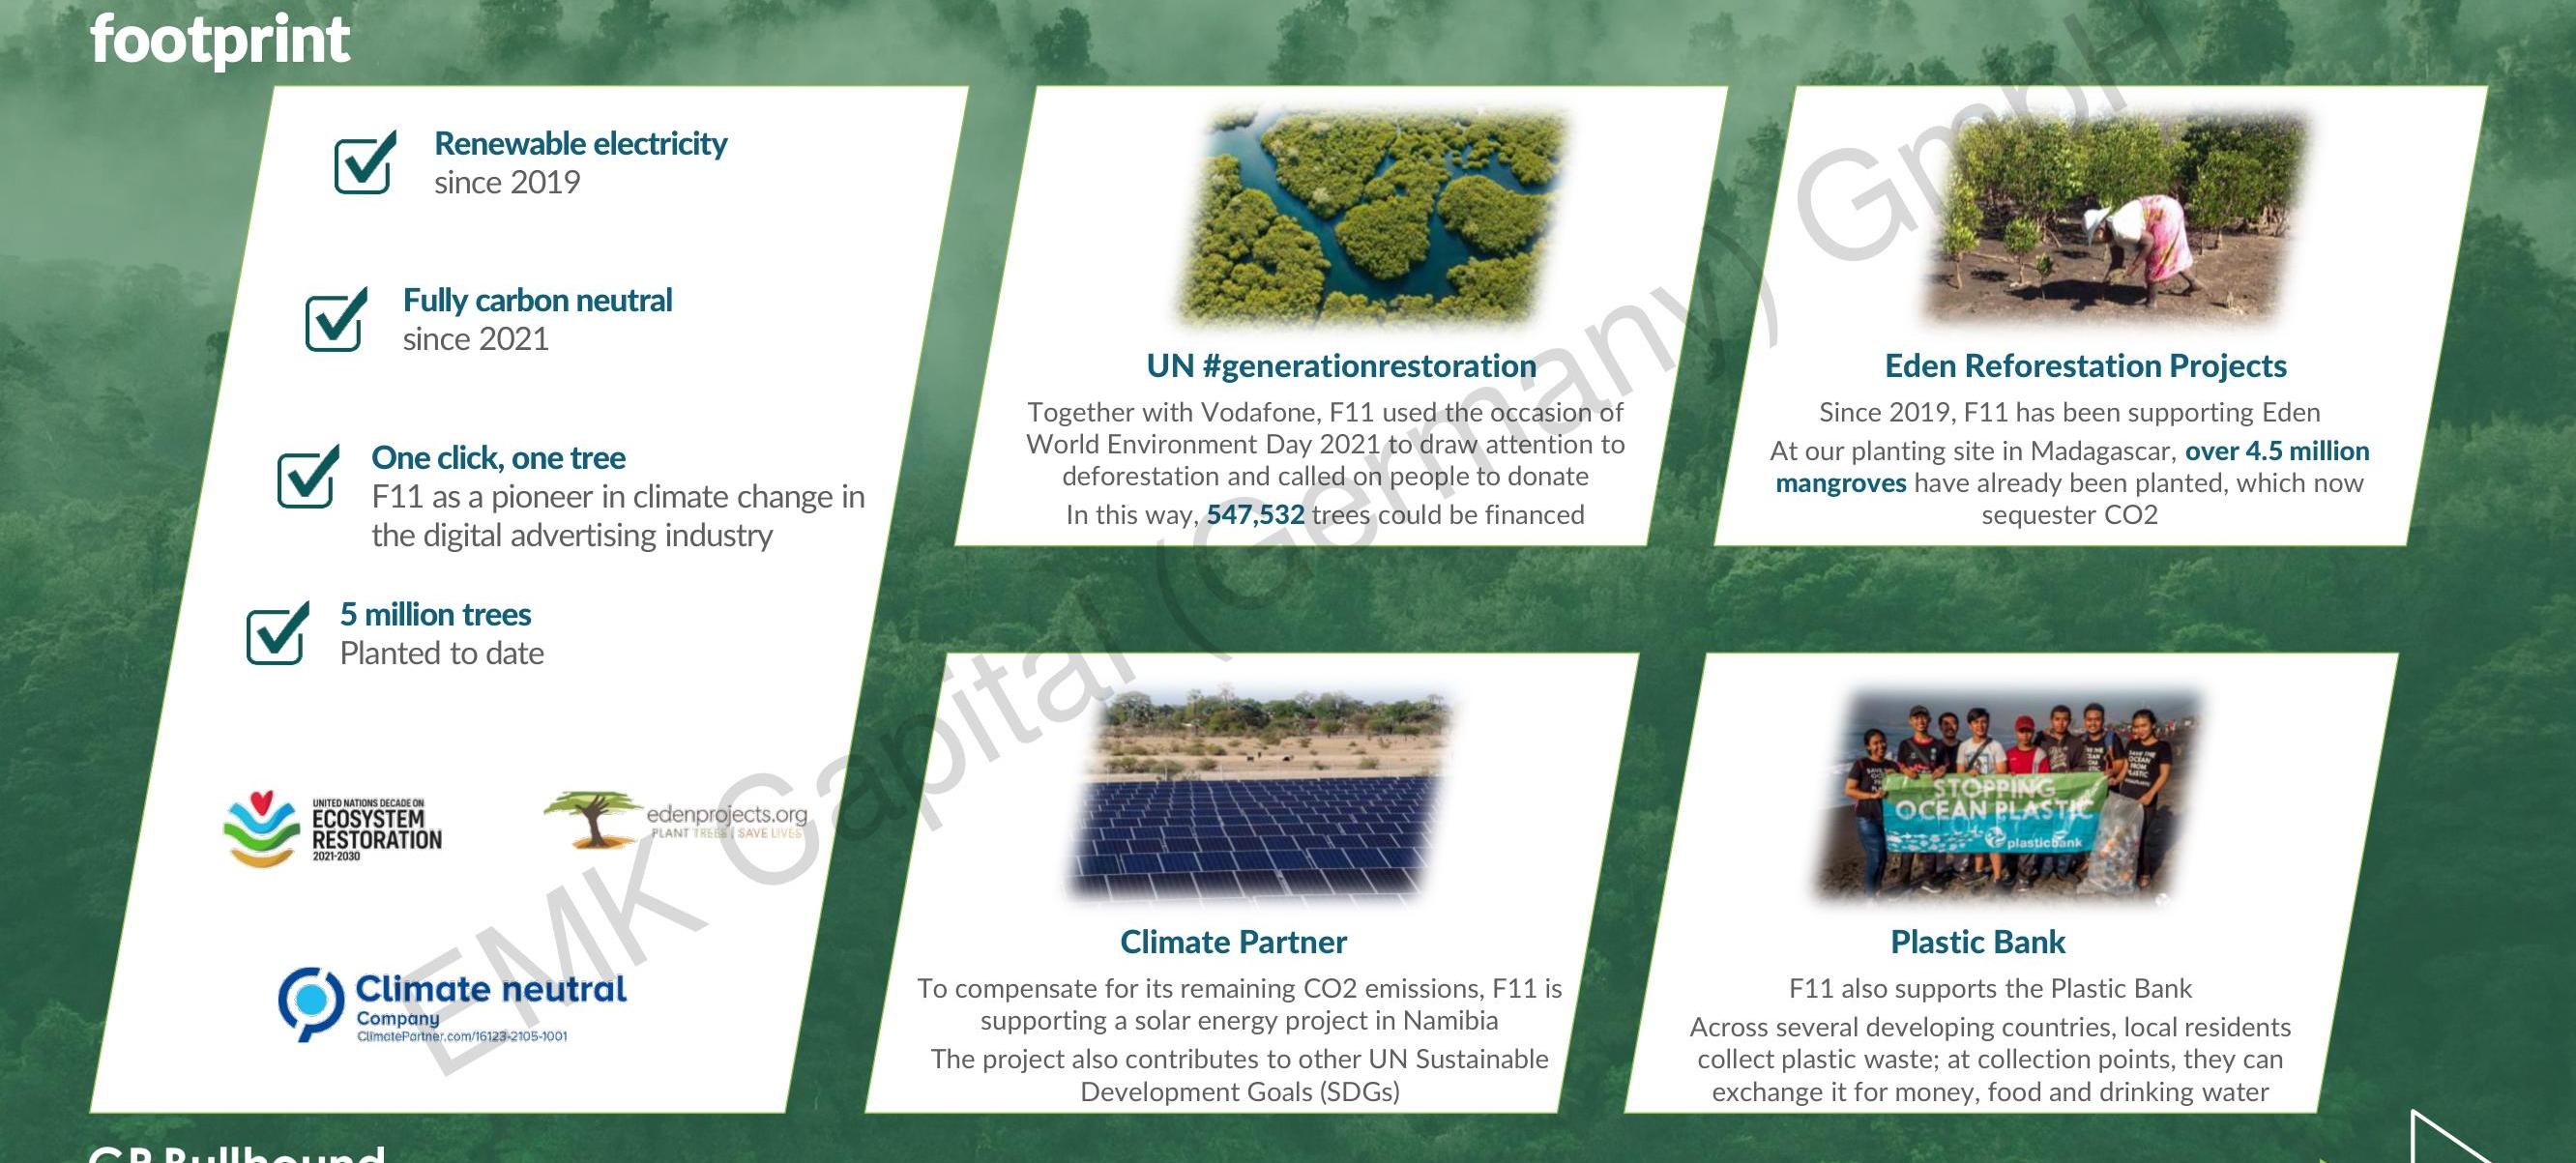 footprint
Renewable electricity
since 2019
Fully carbon neutral
since 2021
One click, one tree
F11 as a pioneer in climate change in
the digital advertising industry
5 million trees
Planted to date
UNITED NATIONS DECADE ON
ECOSYSTEM
RESTORATION
2021-2030
edenprojects.org
PLANT TREES | SAVE LIVES
Climate neutral
Company
ClimatePartner.com/16123-2105-1001
UN #generationrestoration
Together with Vodafone, F11 used the occasion of
World Environment Day 2021 to draw attention to
deforestation and called on people to donate
In this way, 547,532 trees could be financed
Eden Reforestation Projects
Since 2019, F11 has been supporting Eden
At our planting site in Madagascar, over 4.5 million
mangroves have already been planted, which now
sequester CO2
Climate Partner
To compensate for its remaining CO2 emissions, F11 is
supporting a solar energy project in Namibia
The project also contributes to other UN Sustainable
Development Goals (SDGs)
STOPPING
OCEAN PLASTIC
plasticbank
Plastic Bank
F11 also supports the Plastic Bank
Across several developing countries, local residents
collect plastic waste; at collection points, they can
exchange it for money, food and drinking water
EMK Capital (Germany) GmbH
GP Bullhound